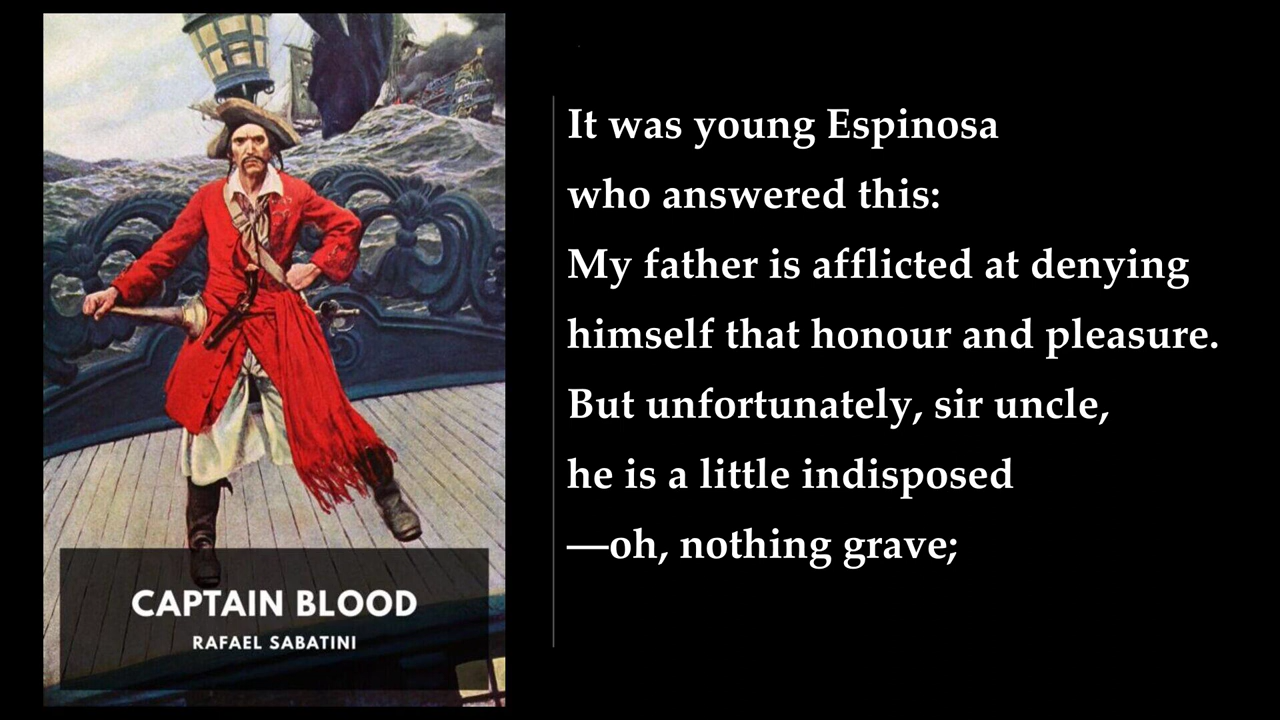 CAPTAIN BLOOD
RAFAEL SABATINI
It was young Espinosa
who answered this:
My father is afflicted at denying
himself that honour and pleasure.
But unfortunately, sir uncle,
he is a little indisposed
—oh, nothing grave;